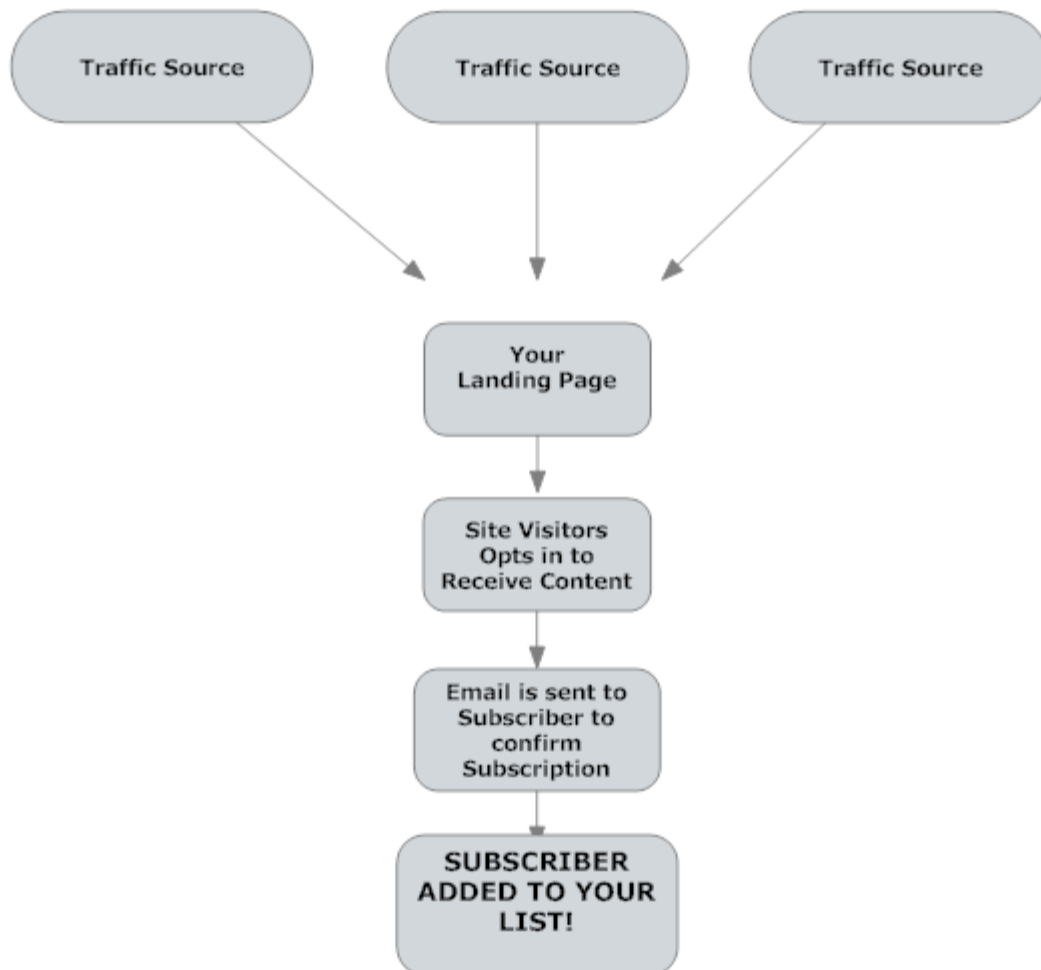 Traffic Source
Traffic Source
Traffic Source
Your
Landing Page
Site Visitors
Opts in to
Receive Content
Email is sent to
Subscriber to
confirm
Subscription
SUBSCRIBER
ADDED TO YOUR
LIST!